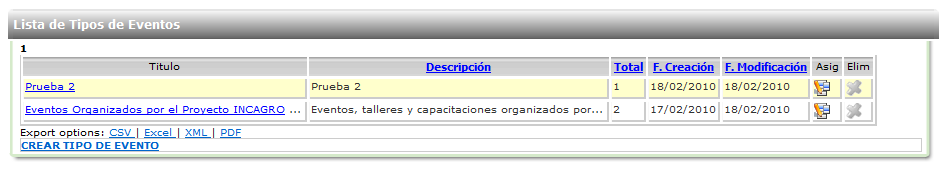 Lista de Tipos de Eventos
1
Titulo Descripción Total F. Creación F. Modificación Asig Elim
Prueba 2 Prueba 2 1 18/02/2010 18/02/2010
Eventos Organizados por el Proyecto INCAGRO ... Eventos, talleres y capacitaciones organizados por... 2 17/02/2010 18/02/2010
Export options: CSV | Excel | XML | PDF
CREAR TIPO DE EVENTO